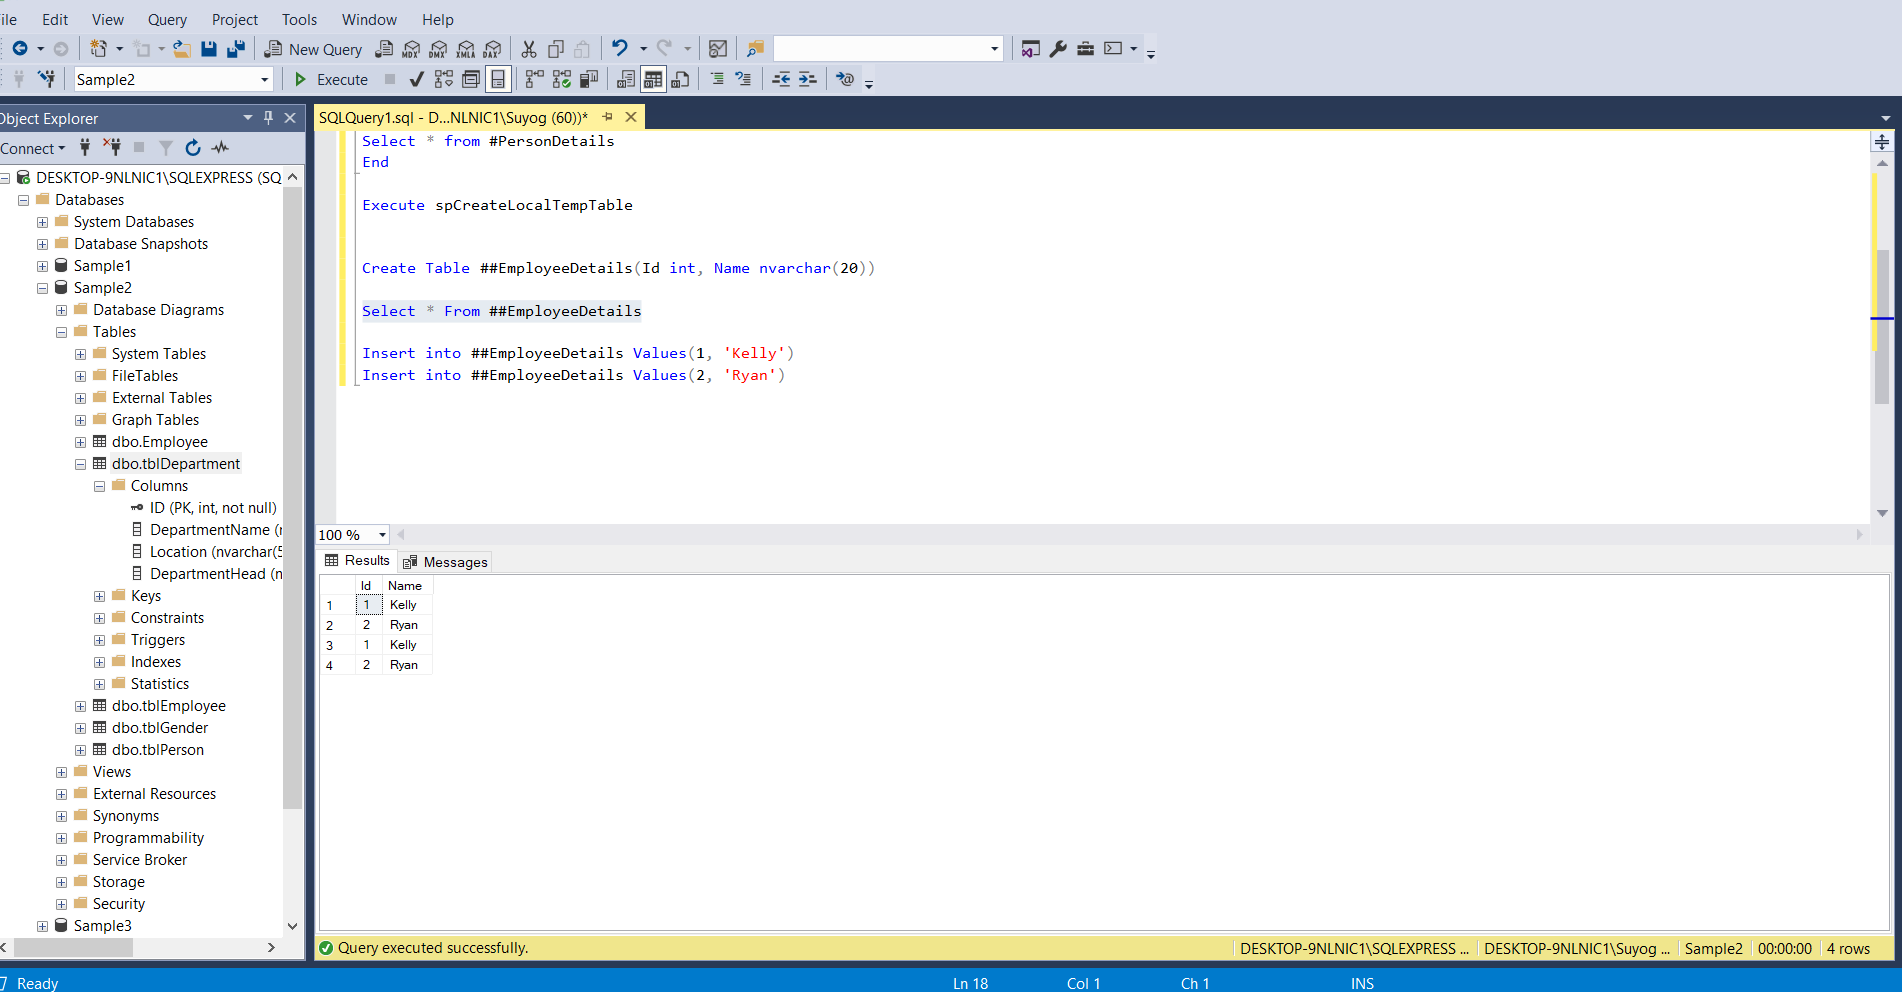 ile Edit View Query Project Tools Window Help
New Query MDX DMX XMLA DAX
Sample2 Execute
Object Explorer
Connect
DESKTOP-9NLNIC1\SQLEXPRESS (SQ
Databases
System Databases
Database Snapshots
Sample1
Sample2
Database Diagrams
Tables
System Tables
FileTables
External Tables
Graph Tables
dbo.Employee
dbo.tblDepartment
Columns
ID (PK, int, not null)
DepartmentName (n
Location (nvarchar(5
DepartmentHead (n
Keys
Constraints
Triggers
Indexes
Statistics
dbo.tblEmployee
dbo.tblGender
dbo.tblPerson
Views
External Resources
Synonyms
Programmability
Service Broker
Storage
Security
Sample3
SQLQuery1.sql - D...NLNIC1\Suyog (60))*
Select * from #PersonDetails
End
Execute spCreateLocalTempTable
Create Table ##EmployeeDetails(Id int, Name nvarchar(20))
Select * From ##EmployeeDetails
Insert into ##EmployeeDetails Values(1, 'Kelly')
Insert into ##EmployeeDetails Values(2, 'Ryan')
100 %
Results Messages
Id Name
1 1 Kelly
2 2 Ryan
3 1 Kelly
4 2 Ryan
Query executed successfully. DESKTOP-9NLNIC1\SQLEXPRESS ... DESKTOP-9NLNIC1\Suyog ... Sample2 00:00:00 4 rows
Ready Ln 18 Col 1 Ch 1 INS